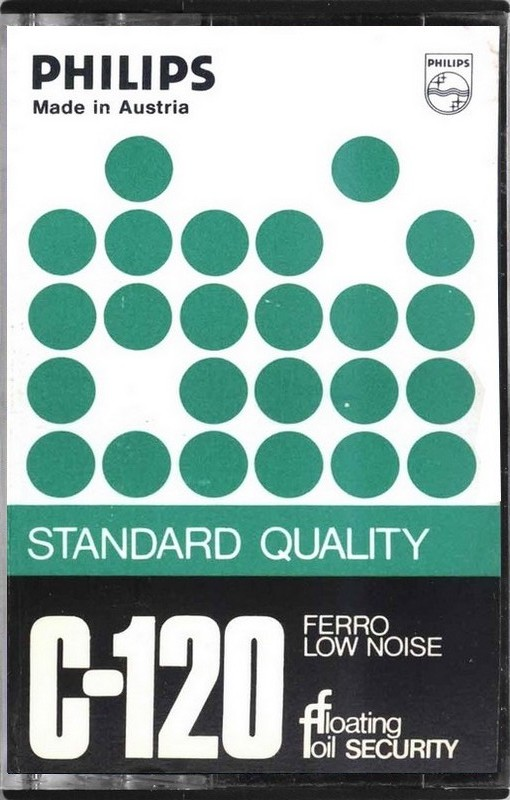 PHILIPS
Made in Austria
PHILIPS
STANDARD QUALITY
C-120
FERRO
LOW NOISE
floating
foil SECURITY